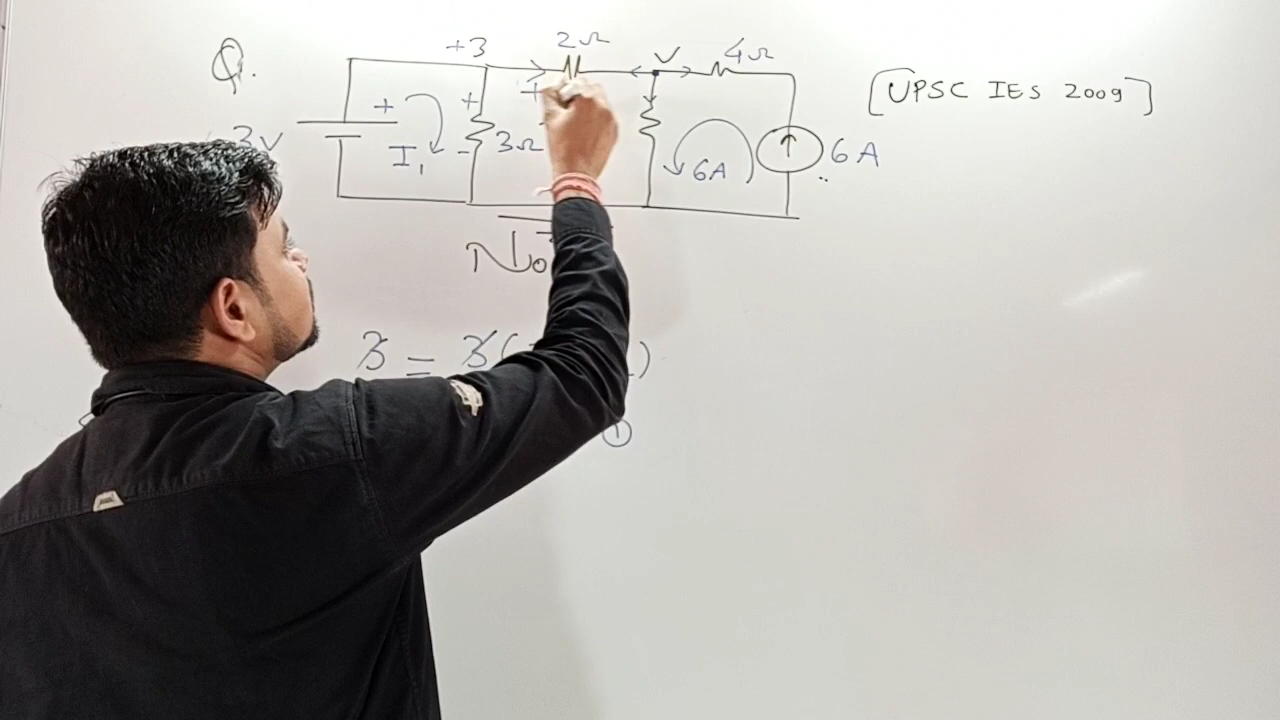 Q.
+3 2Ω V 4Ω
[UPSC IES 2009]
+ + +
3V I₁ - 3Ω 6A 6A
No
3 = 3(
)
①